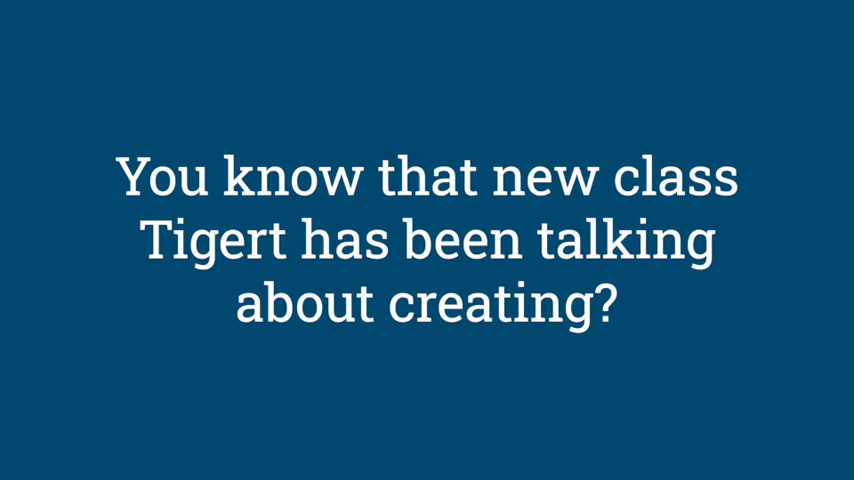 You know that new class
Tigert has been talking
about creating?